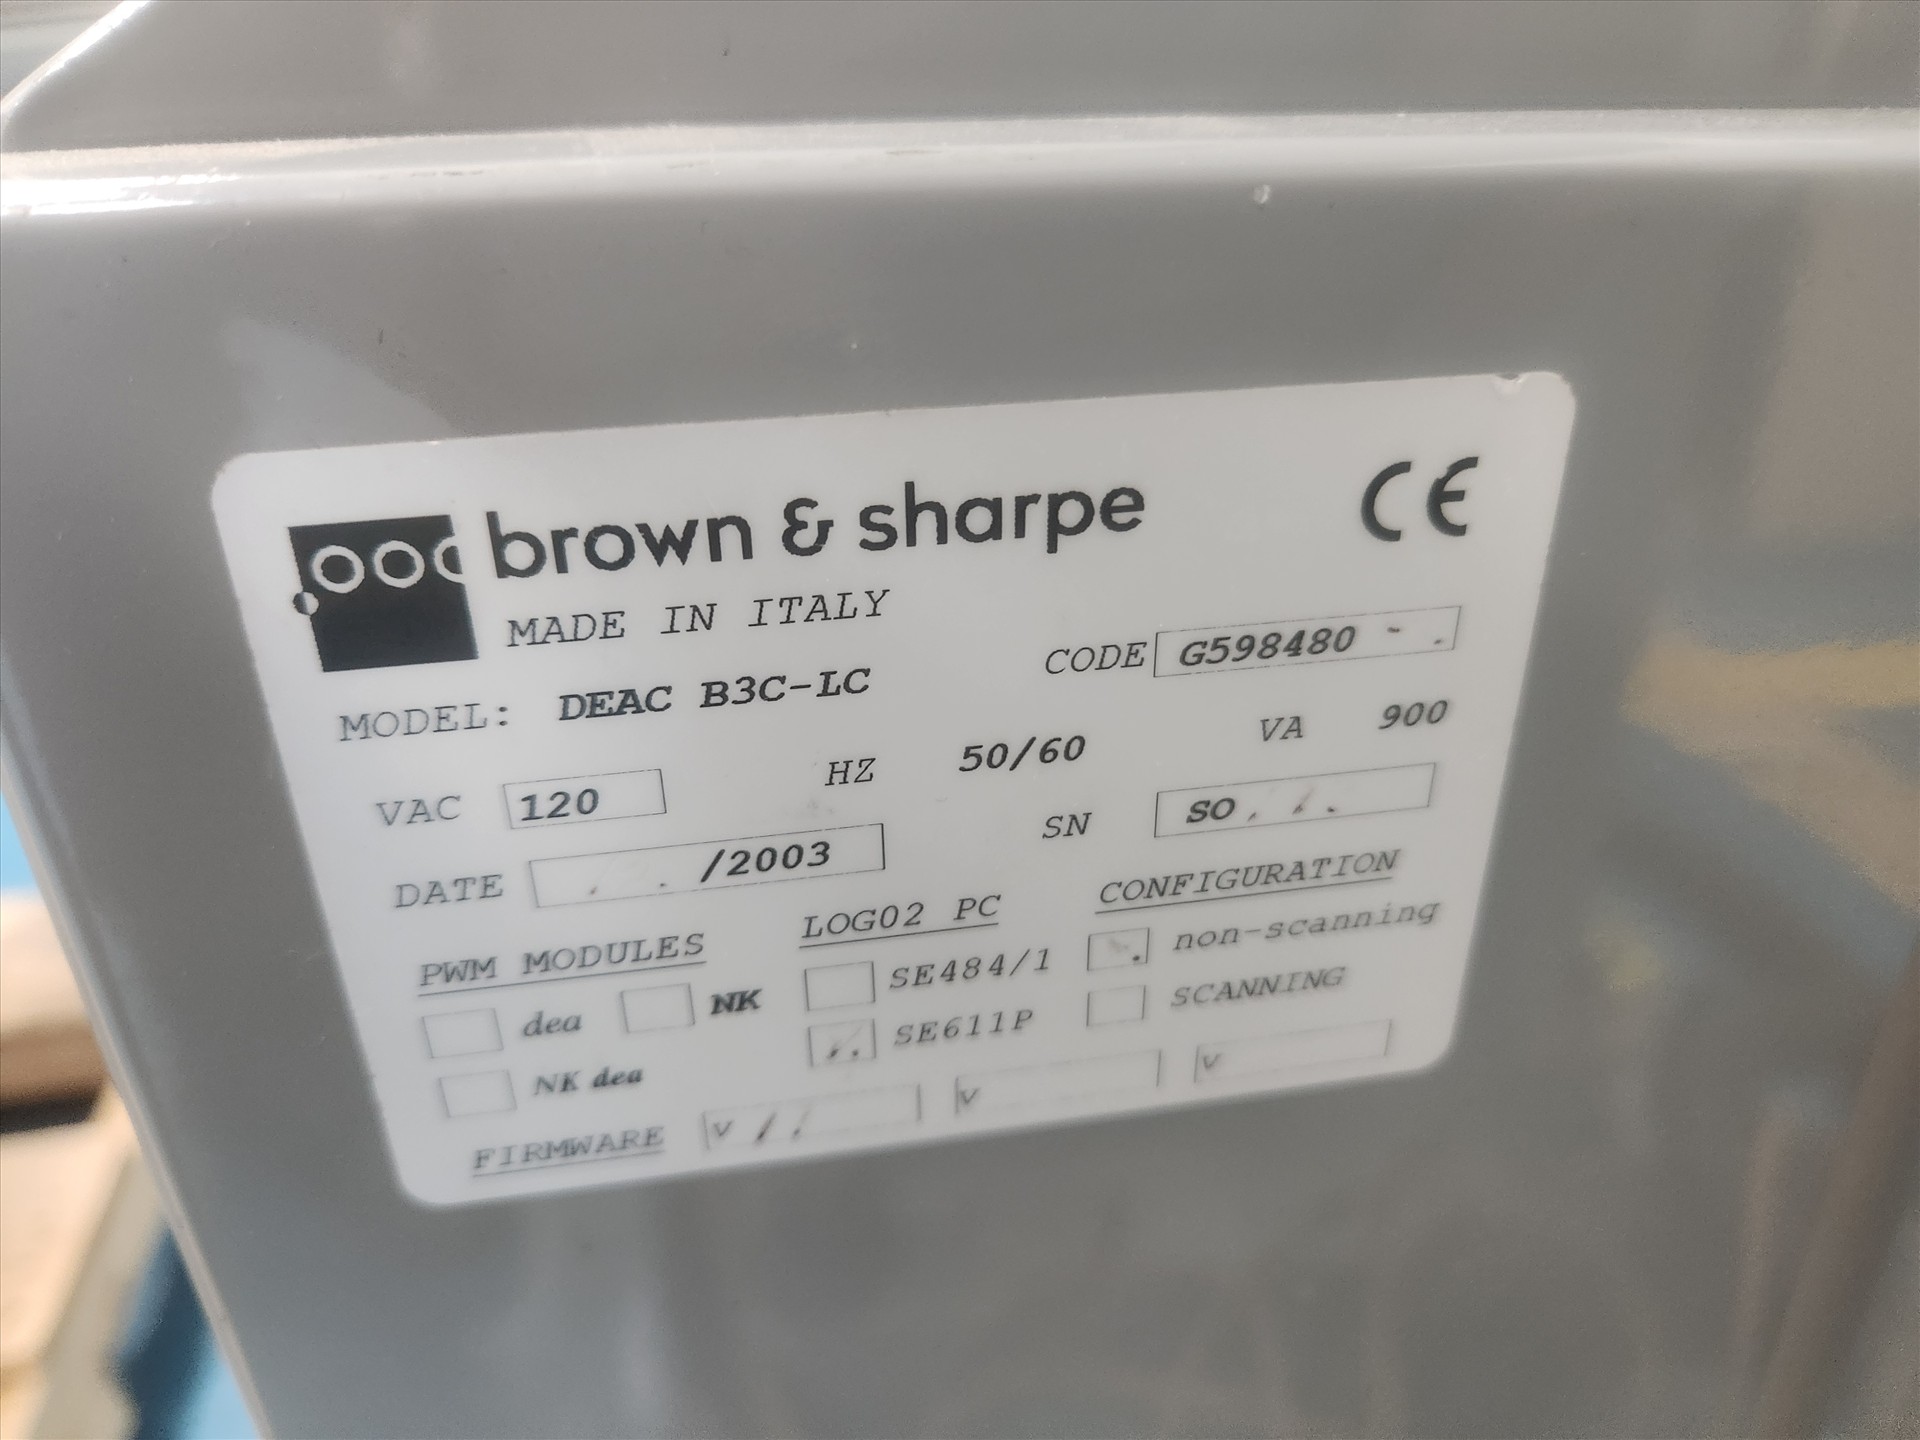 brown & sharpe CE
MADE IN ITALY
MODEL: DEAC B3C-LC CODE G598480
VAC 120 HZ 50/60 VA 900
DATE /2003 SN SO
PWM MODULES LOG02 PC CONFIGURATION
dea NK SE484/1 non-scanning
NK dea SE611P SCANNING
FIRMWARE v v v